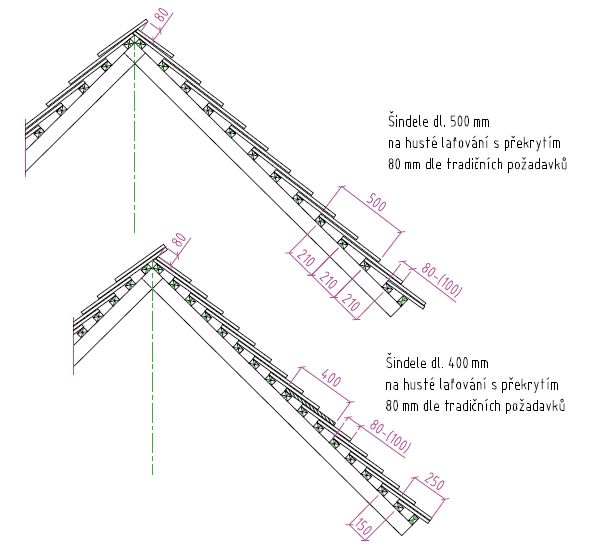 80
Šindele dl. 500 mm
na husté laťování s překrytím
80 mm dle tradičních požadavků
500
210
210
210
80-(100)
80
Šindele dl. 400 mm
na husté laťování s překrytím
80 mm dle tradičních požadavků
400
80-(100)
250
150